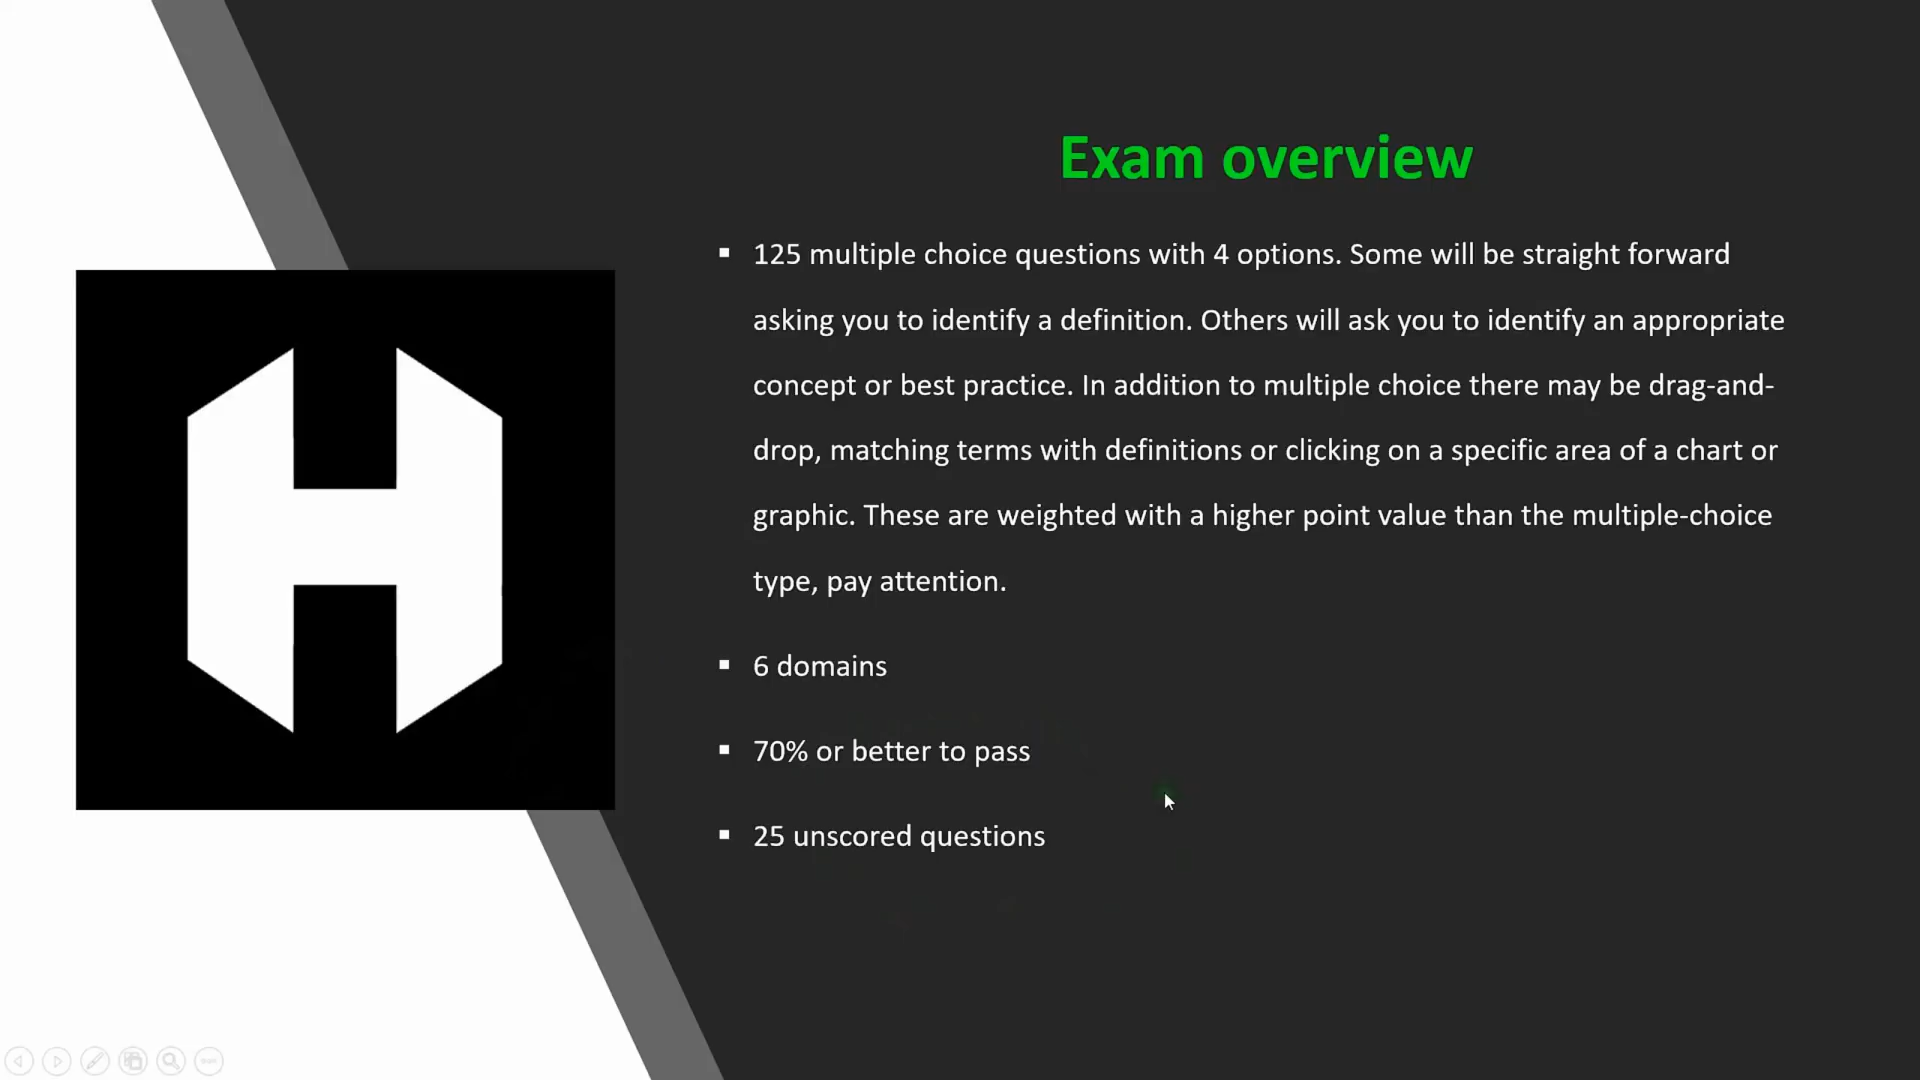 Exam overview
▪ 125 multiple choice questions with 4 options. Some will be straight forward
asking you to identify a definition. Others will ask you to identify an appropriate
concept or best practice. In addition to multiple choice there may be drag-and-
drop, matching terms with definitions or clicking on a specific area of a chart or
graphic. These are weighted with a higher point value than the multiple-choice
type, pay attention.
▪ 6 domains
▪ 70% or better to pass
▪ 25 unscored questions
H